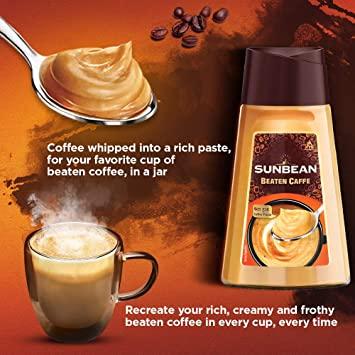 Coffee whipped into a rich paste,
for your favorite cup of
beaten coffee, in a jar
SUNBEAN
BEATEN CAFFE
Recreate your rich, creamy and frothy
beaten coffee in every cup, every time